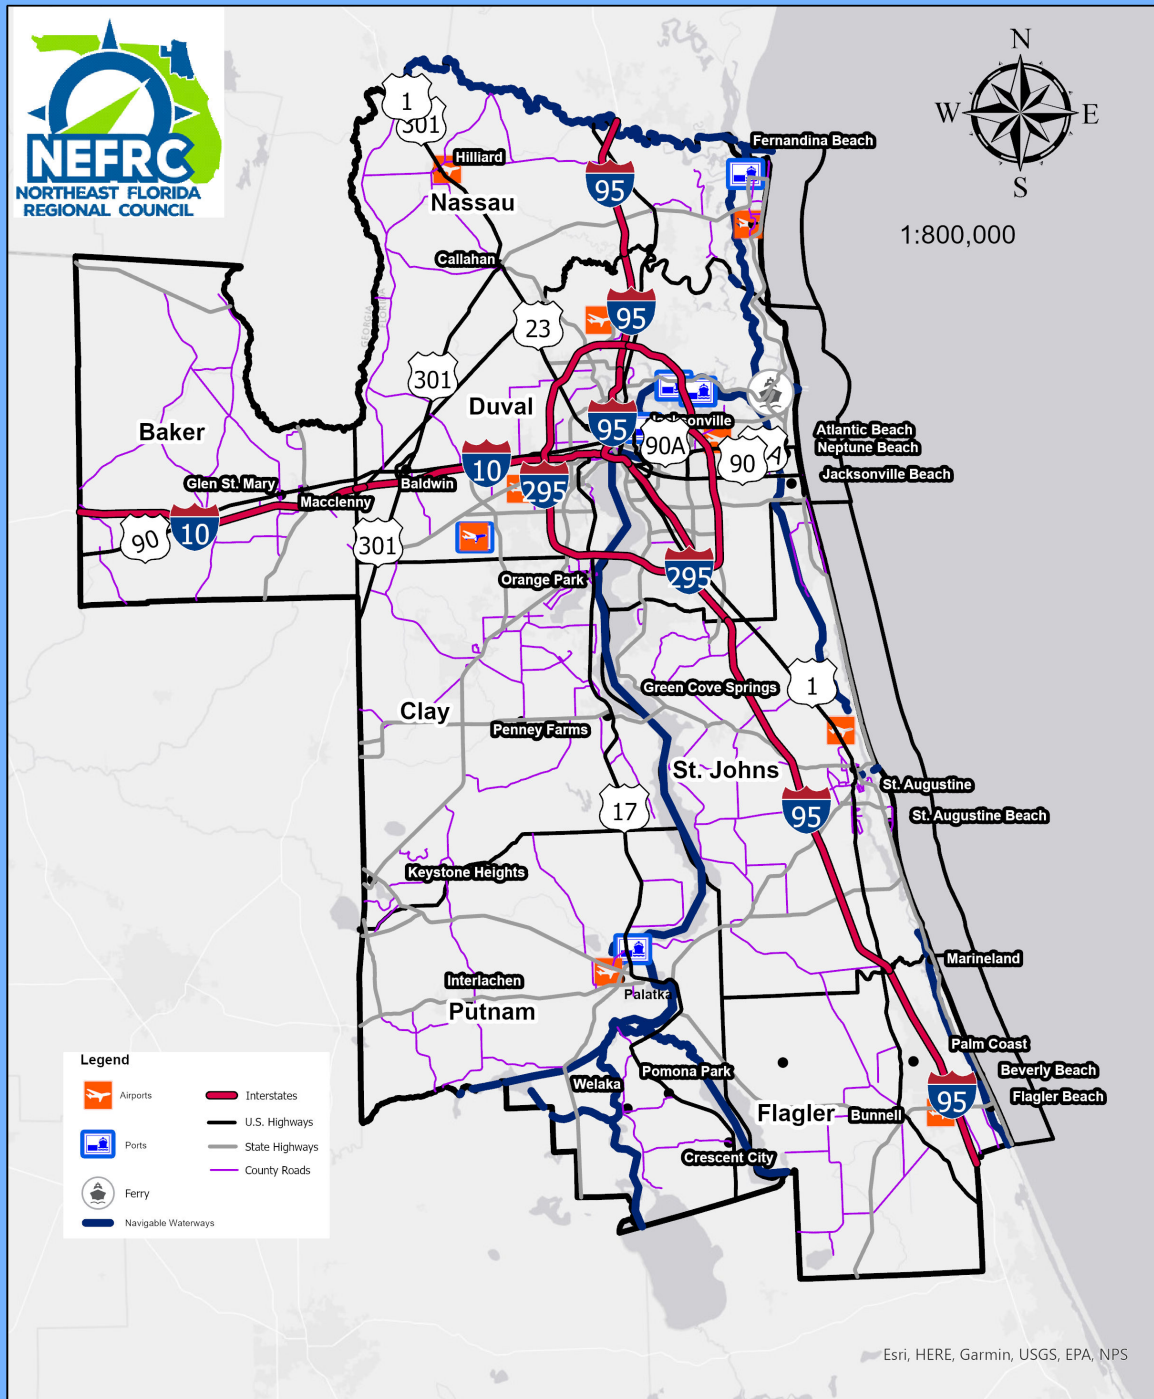 NEFRC
NORTHEAST FLORIDA
REGIONAL COUNCIL
N
W
E
S
1:800,000
1
301
Hilliard
Nassau
95
Fernandina Beach
Callahan
23
95
301
Duval
95
Jacksonville
90A
90
A
Atlantic Beach
Neptune Beach
Jacksonville Beach
Baker
Glen St. Mary
Macclenny
Baldwin
10
295
90
10
301
Orange Park
295
Green Cove Springs
1
Clay
Penney Farms
St. Johns
St. Augustine
17
95
St. Augustine Beach
Keystone Heights
Marineland
Interlachen
Palatka
Putnam
Palm Coast
Pomona Park
Beverly Beach
Welaka
95
Flagler Beach
Flagler
Bunnell
Crescent City
GEORGIA
FLORIDA
Legend
Airports
Interstates
U.S. Highways
Ports
State Highways
County Roads
Ferry
Navigable Waterways
Esri, HERE, Garmin, USGS, EPA, NPS